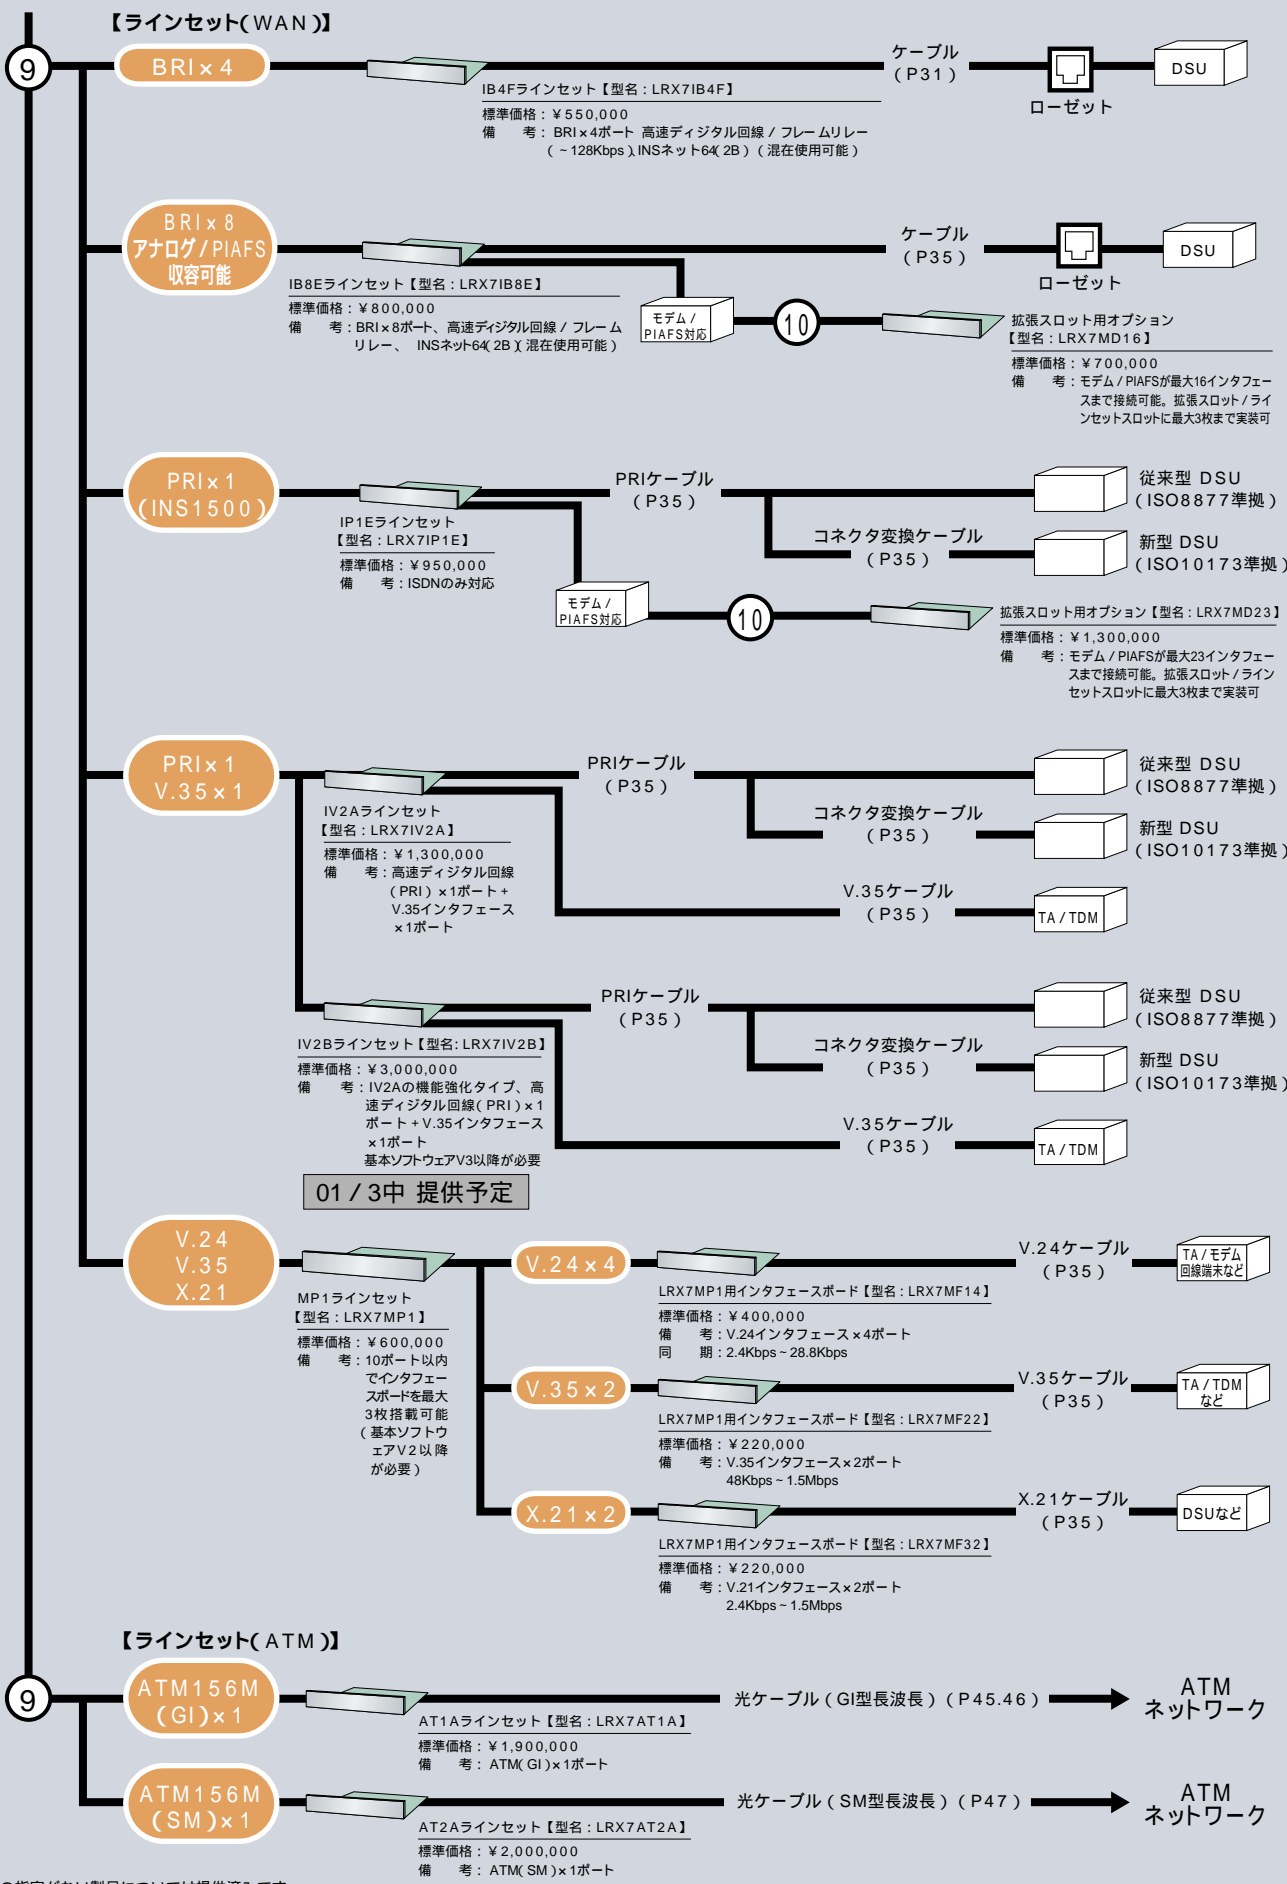 【ラインセット(WAN)】
9
BRI×4
IB4Fラインセット【型名：LRX7IB4F】
標準価格：￥550,000
備　考：BRI×4ポート 高速ディジタル回線／フレームリレー
（～128Kbps）、INSネット64(2B)（混在使用可能）
ケーブル
（P31）
ローゼット
DSU
BRI×8
アナログ/PIAFS
収容可能
IB8Eラインセット【型名：LRX7IB8E】
標準価格：￥800,000
備　考：BRI×8ポート、高速ディジタル回線／フレーム
リレー、 INSネット64(2B)(混在使用可能）
ケーブル
（P35）
ローゼット
DSU
モデム／
PIAFS対応
10
拡張スロット用オプション
【型名：LRX7MD16】
標準価格：￥700,000
備　考：モデム／PIAFSが最大16インタフェー
スまで接続可能。拡張スロット／ライ
ンセットスロットに最大3枚まで実装可
PRI×1
(INS1500)
IP1Eラインセット
【型名：LRX7IP1E】
標準価格：￥950,000
備　考：ISDNのみ対応
PRIケーブル
（P35）
従来型 DSU
（ISO8877準拠）
コネクタ変換ケーブル
（P35）
新型 DSU
（ISO10173準拠）
モデム／
PIAFS対応
10
拡張スロット用オプション【型名：LRX7MD23】
標準価格：￥1,300,000
備　考：モデム／PIAFSが最大23インタフェー
スまで接続可能。拡張スロット／ライン
セットスロットに最大3枚まで実装可
PRI×1
V.35×1
IV2Aラインセット
【型名：LRX7IV2A】
標準価格：￥1,300,000
備　考：高速ディジタル回線
（PRI）×1ポート＋
V.35インタフェース
×1ポート
PRIケーブル
（P35）
従来型 DSU
（ISO8877準拠）
コネクタ変換ケーブル
（P35）
新型 DSU
（ISO10173準拠）
V.35ケーブル
（P35）
TA／TDM
IV2Bラインセット【型名：LRX7IV2B】
標準価格：￥3,000,000
備　考：IV2Aの機能強化タイプ、高
速ディジタル回線(PRI)×1
ポート＋V.35インタフェース
×1ポート
基本ソフトウェアV3以降が必要
01／3中 提供予定
PRIケーブル
（P35）
従来型 DSU
（ISO8877準拠）
コネクタ変換ケーブル
（P35）
新型 DSU
（ISO10173準拠）
V.35ケーブル
（P35）
TA／TDM
V.24
V.35
X.21
MP1ラインセット
【型名：LRX7MP1】
標準価格：￥600,000
備　考：10ポート以内
でインタフェー
スボードを最大
3枚搭載可能
（基本ソフトウ
ェアV2以降
が必要）
V.24×4
LRX7MP1用インタフェースボード【型名：LRX7MF14】
標準価格：￥400,000
備　考：V.24インタフェース×4ポート
同　期：2.4Kbps～28.8Kbps
V.24ケーブル
（P35）
TA／モデム
回線端末など
V.35×2
LRX7MP1用インタフェースボード【型名：LRX7MF22】
標準価格：￥220,000
備　考：V.35インタフェース×2ポート
48Kbps～1.5Mbps
V.35ケーブル
（P35）
TA／TDM
など
X.21×2
LRX7MP1用インタフェースボード【型名：LRX7MF32】
標準価格：￥220,000
備　考：V.21インタフェース×2ポート
2.4Kbps～1.5Mbps
X.21ケーブル
（P35）
DSUなど
【ラインセット(ATM)】
9
ATM156M
(GI)×1
AT1Aラインセット【型名：LRX7AT1A】
標準価格：￥1,900,000
備　考：ATM(GI)×1ポート
光ケーブル（GI型長波長）（P45.46）
ATM
ネットワーク
ATM156M
(SM)×1
AT2Aラインセット【型名：LRX7AT2A】
標準価格：￥2,000,000
備　考：ATM(SM)×1ポート
光ケーブル（SM型長波長）（P47）
ATM
ネットワーク